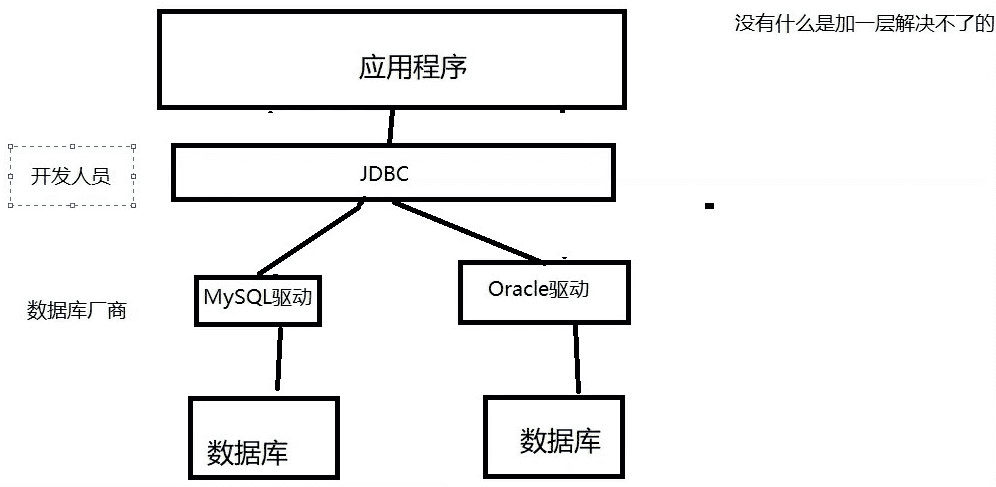 没有什么是加一层解决不了的
应用程序
开发人员
JDBC
数据库厂商
MySQL驱动
Oracle驱动
数据库
数据库